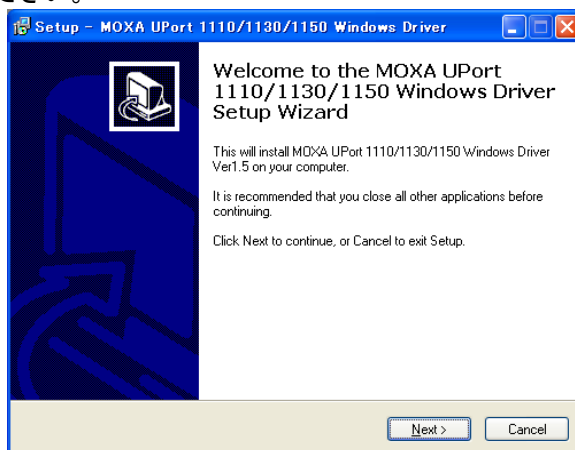 ださい。
Setup - MOXA UPort 1110/1130/1150 Windows Driver
Welcome to the MOXA UPort
1110/1130/1150 Windows Driver
Setup Wizard
This will install MOXA UPort 1110/1130/1150 Windows Driver
Ver1.5 on your computer.
It is recommended that you close all other applications before
continuing.
Click Next to continue, or Cancel to exit Setup.
Next >
Cancel